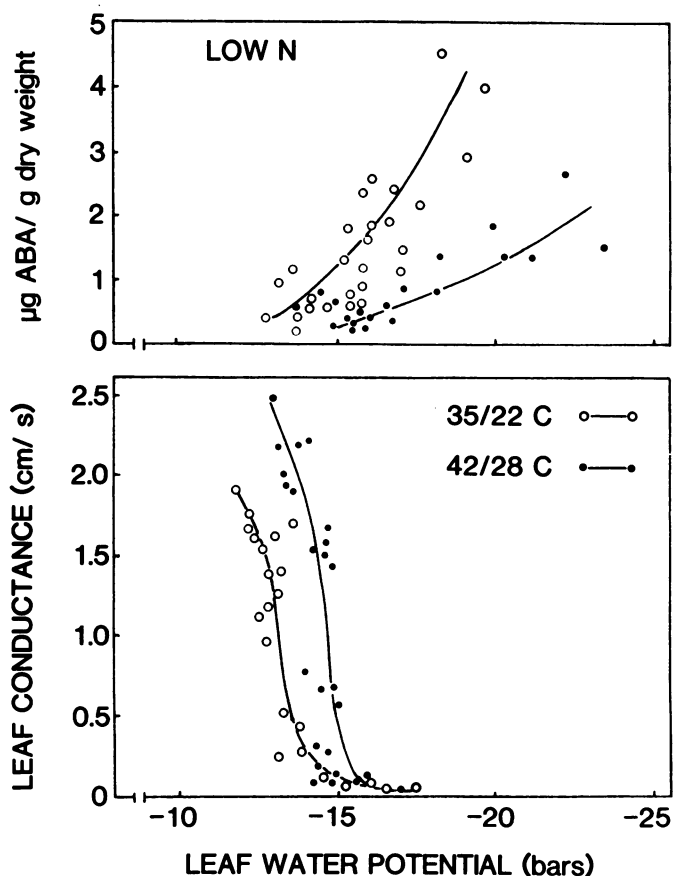 LOW N
µg ABA/ g dry weight
5
4
3
2
1
0
LEAF CONDUCTANCE (cm/ s)
2.5
2.0
1.5
1.0
0.5
0
35/22 C
42/28 C
-10
-15
-20
-25
LEAF WATER POTENTIAL (bars)